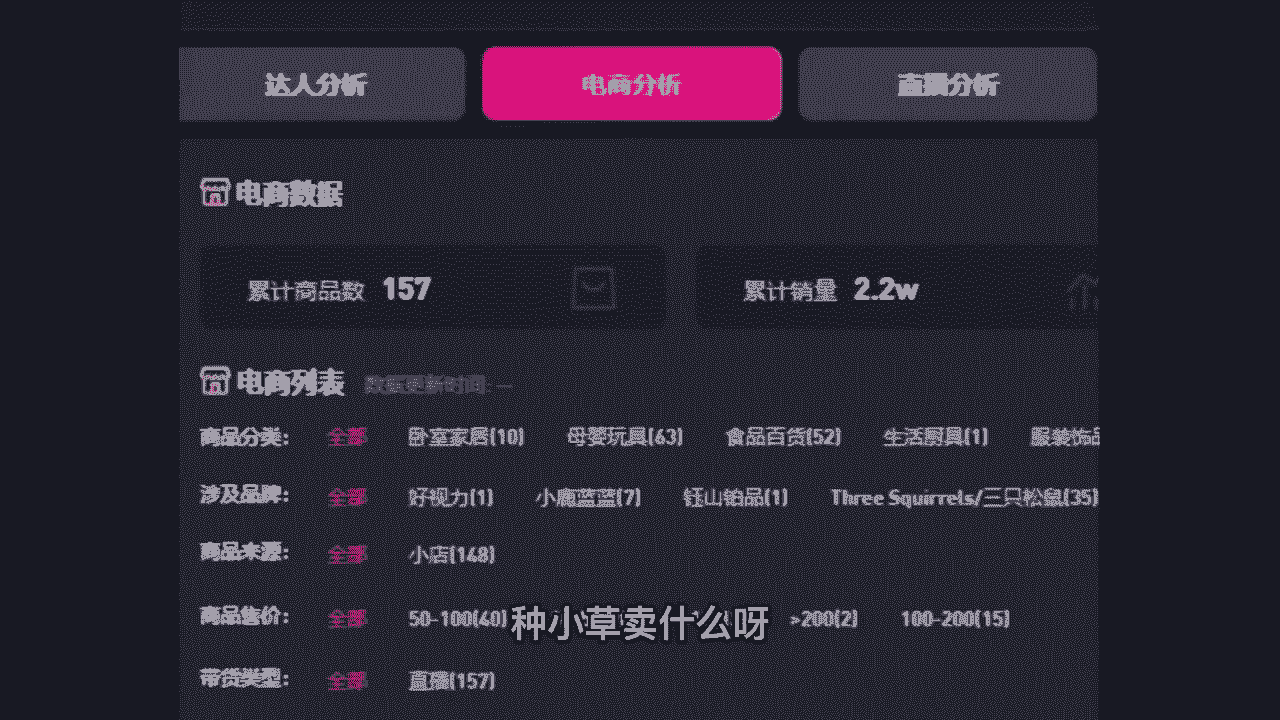 达人分析 电商分析 直播分析
电商数据
累计商品数 157 累计销量 2.2w
电商列表 数据更新时间: —
商品分类: 全部 卧室家居(10) 母婴玩具(63) 食品百货(52) 生活厨具(1) 服装饰品
涉及品牌: 全部 好视力(1) 小鹿蓝蓝(7) 钰山铂品(1) Three Squirrels/三只松鼠(35)
商品来源: 全部 小店(148)
商品售价: 全部 50-100(40) >200(2) 100-200(15)
种小草卖什么呀
带货类型: 全部 直播(157)